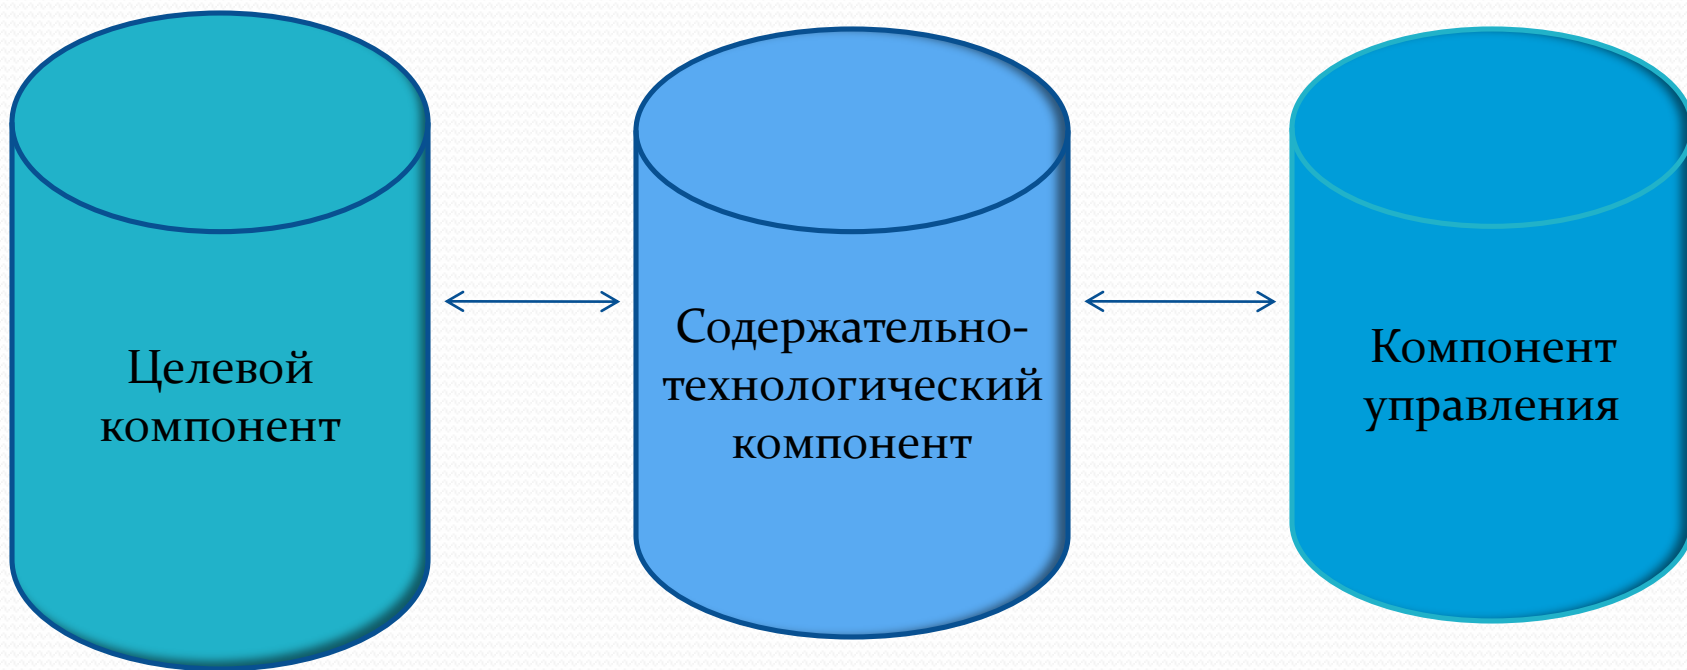 Целевой
компонент
Содержательно-
технологический
компонент
Компонент
управления